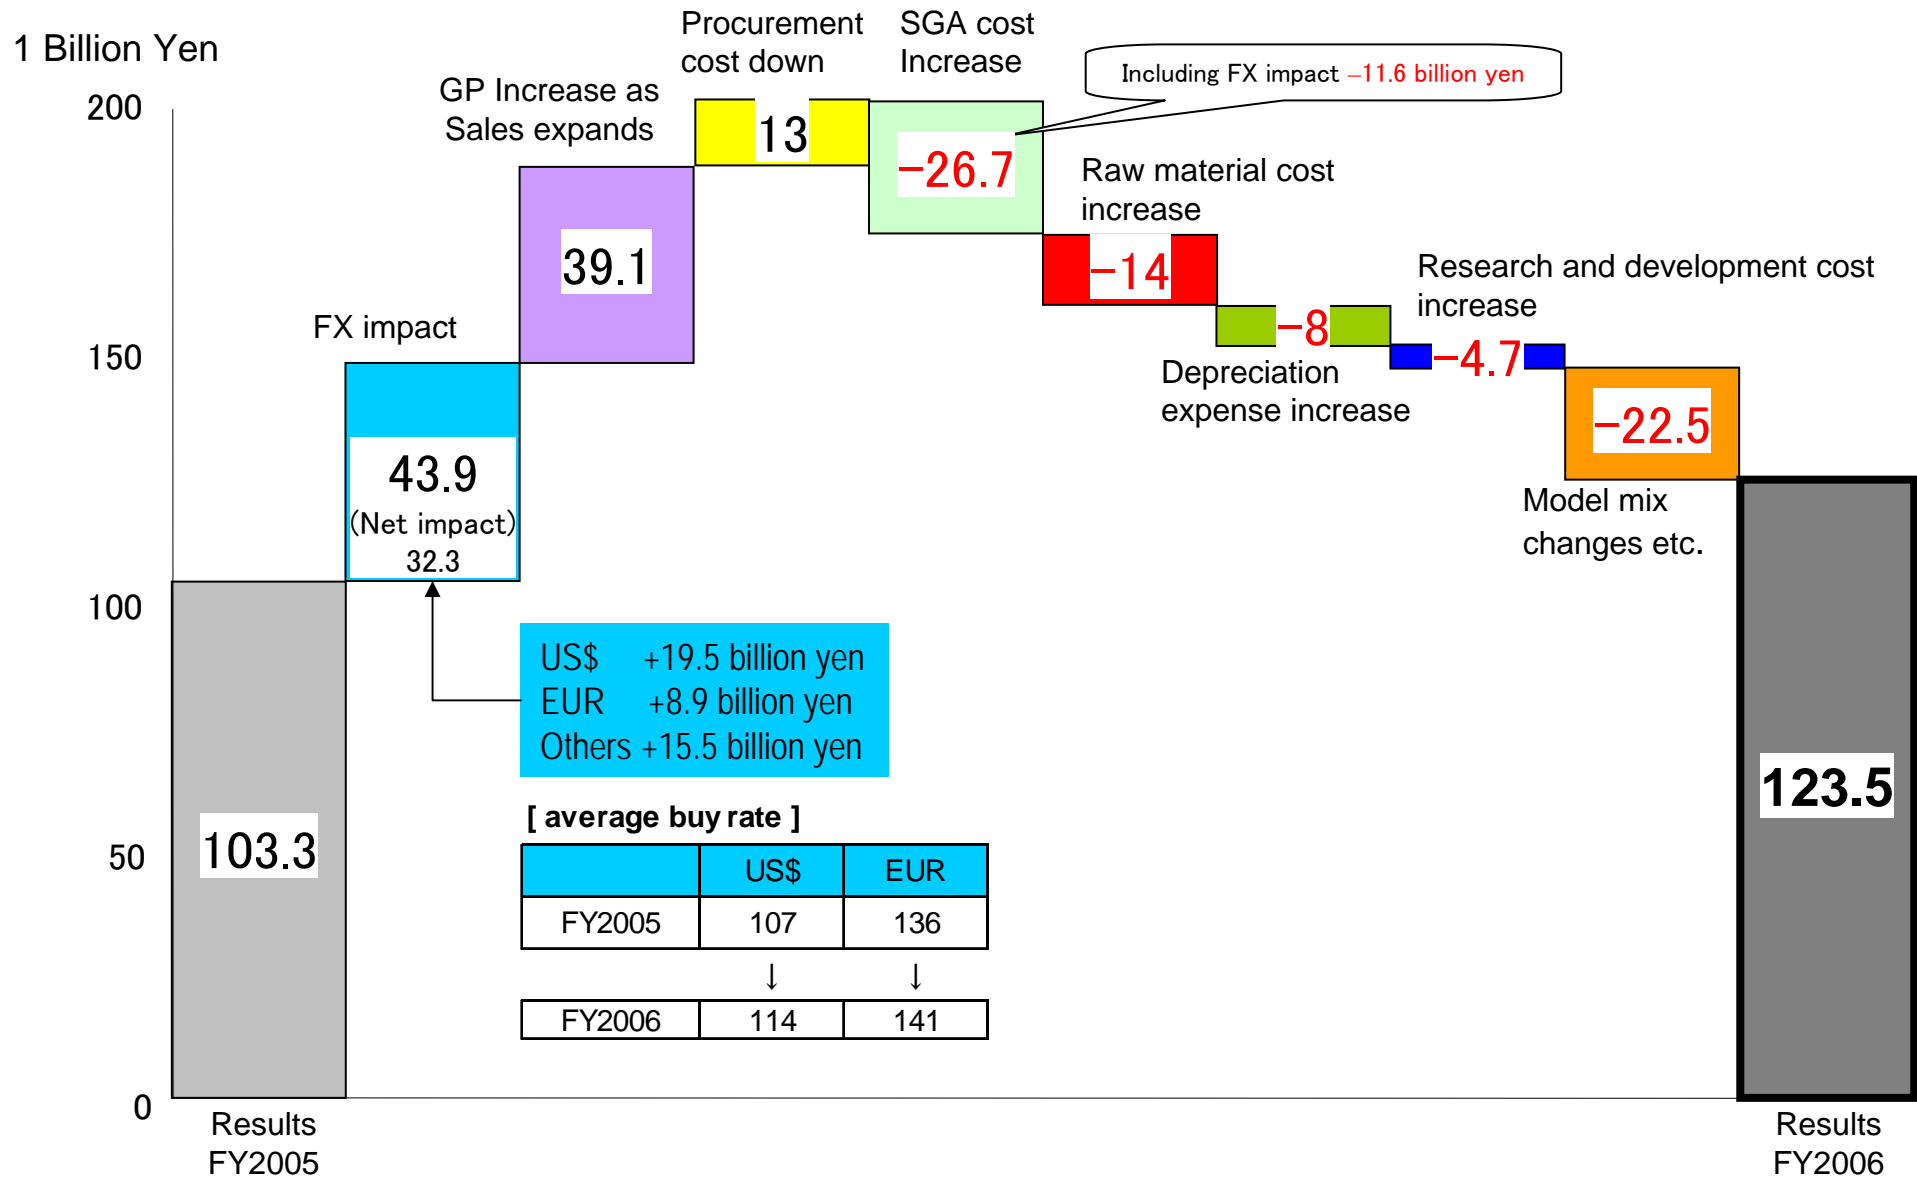 1 Billion Yen
200
150
100
50
0
Results
FY2005
103.3
FX impact
43.9
(Net impact)
32.3
US$ +19.5 billion yen
EUR +8.9 billion yen
Others +15.5 billion yen
[ average buy rate ]
US$ EUR
FY2005 107 136
↓ ↓
FY2006 114 141
GP Increase as
Sales expands
39.1
Procurement
cost down
13
SGA cost
Increase
−26.7
Including FX impact −11.6 billion yen
Raw material cost
increase
−14
Depreciation
expense increase
−8
Research and development cost
increase
−4.7
Model mix
changes etc.
−22.5
123.5
Results
FY2006